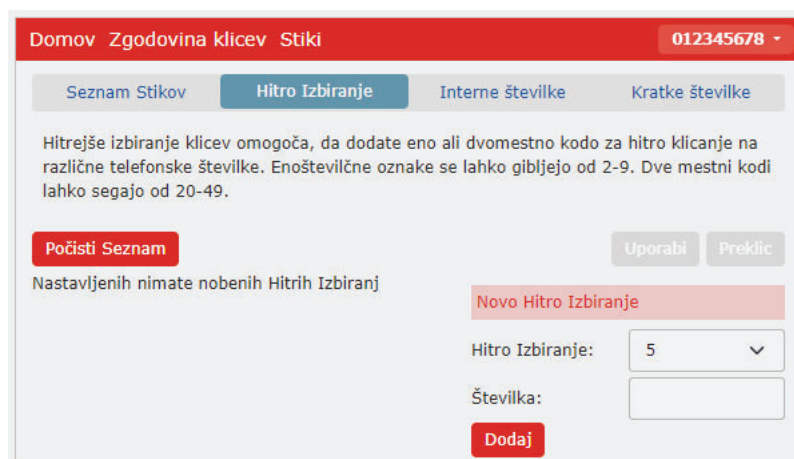 Domov Zgodovina klicev Stiki 012345678
Seznam Stikov Hitro Izbiranje Interne številke Kratke številke
Hitrejše izbiranje klicev omogoča, da dodate eno ali dvomestno kodo za hitro klicanje na
različne telefonske številke. Enoštevilčne oznake se lahko gibljejo od 2-9. Dve mestni kodi
lahko segajo od 20-49.
Počisti Seznam Uporabi Preklic
Nastavljenih nimate nobenih Hitrih Izbiranj
Novo Hitro Izbiranje
Hitro Izbiranje: 5
Številka:
Dodaj